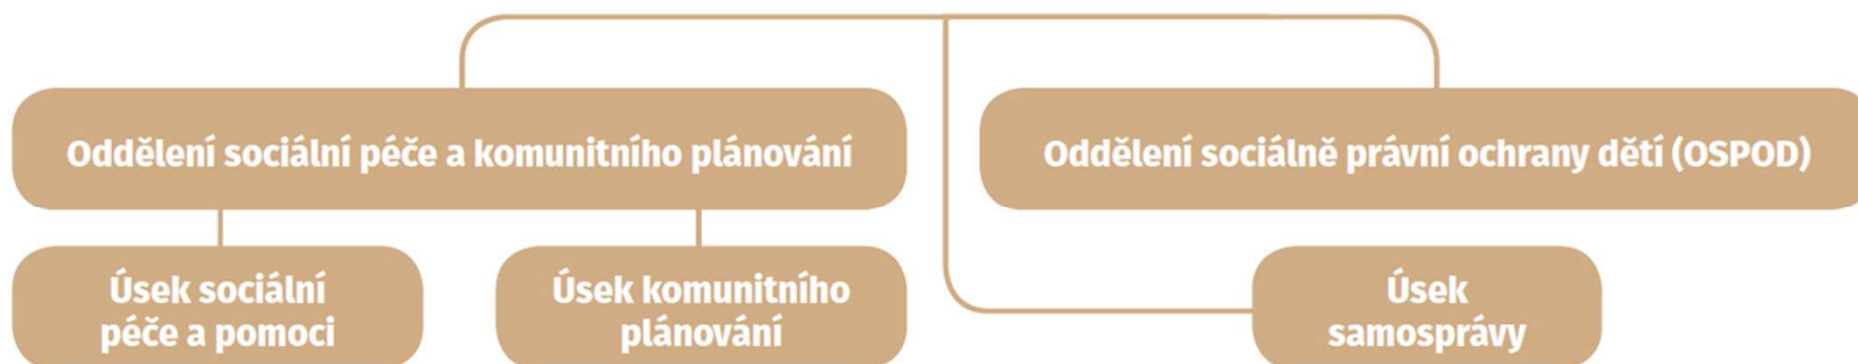 Oddělení sociální péče a komunitního plánování
Oddělení sociálně právní ochrany dětí (OSPOD)
Úsek sociální
péče a pomoci
Úsek komunitního
plánování
Úsek
samosprávy